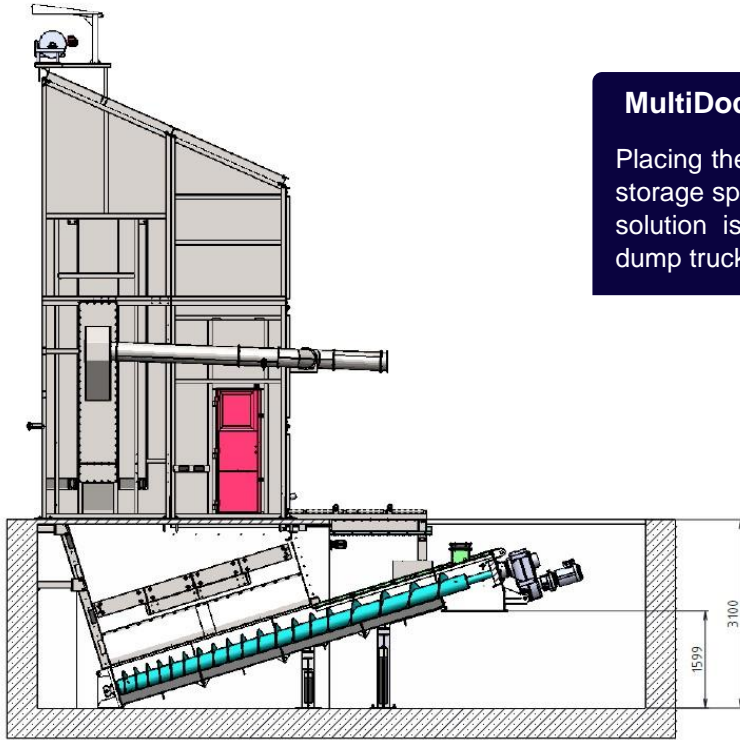 MultiDoc
Placing the
storage sp
solution is
dump truck
3100
1599